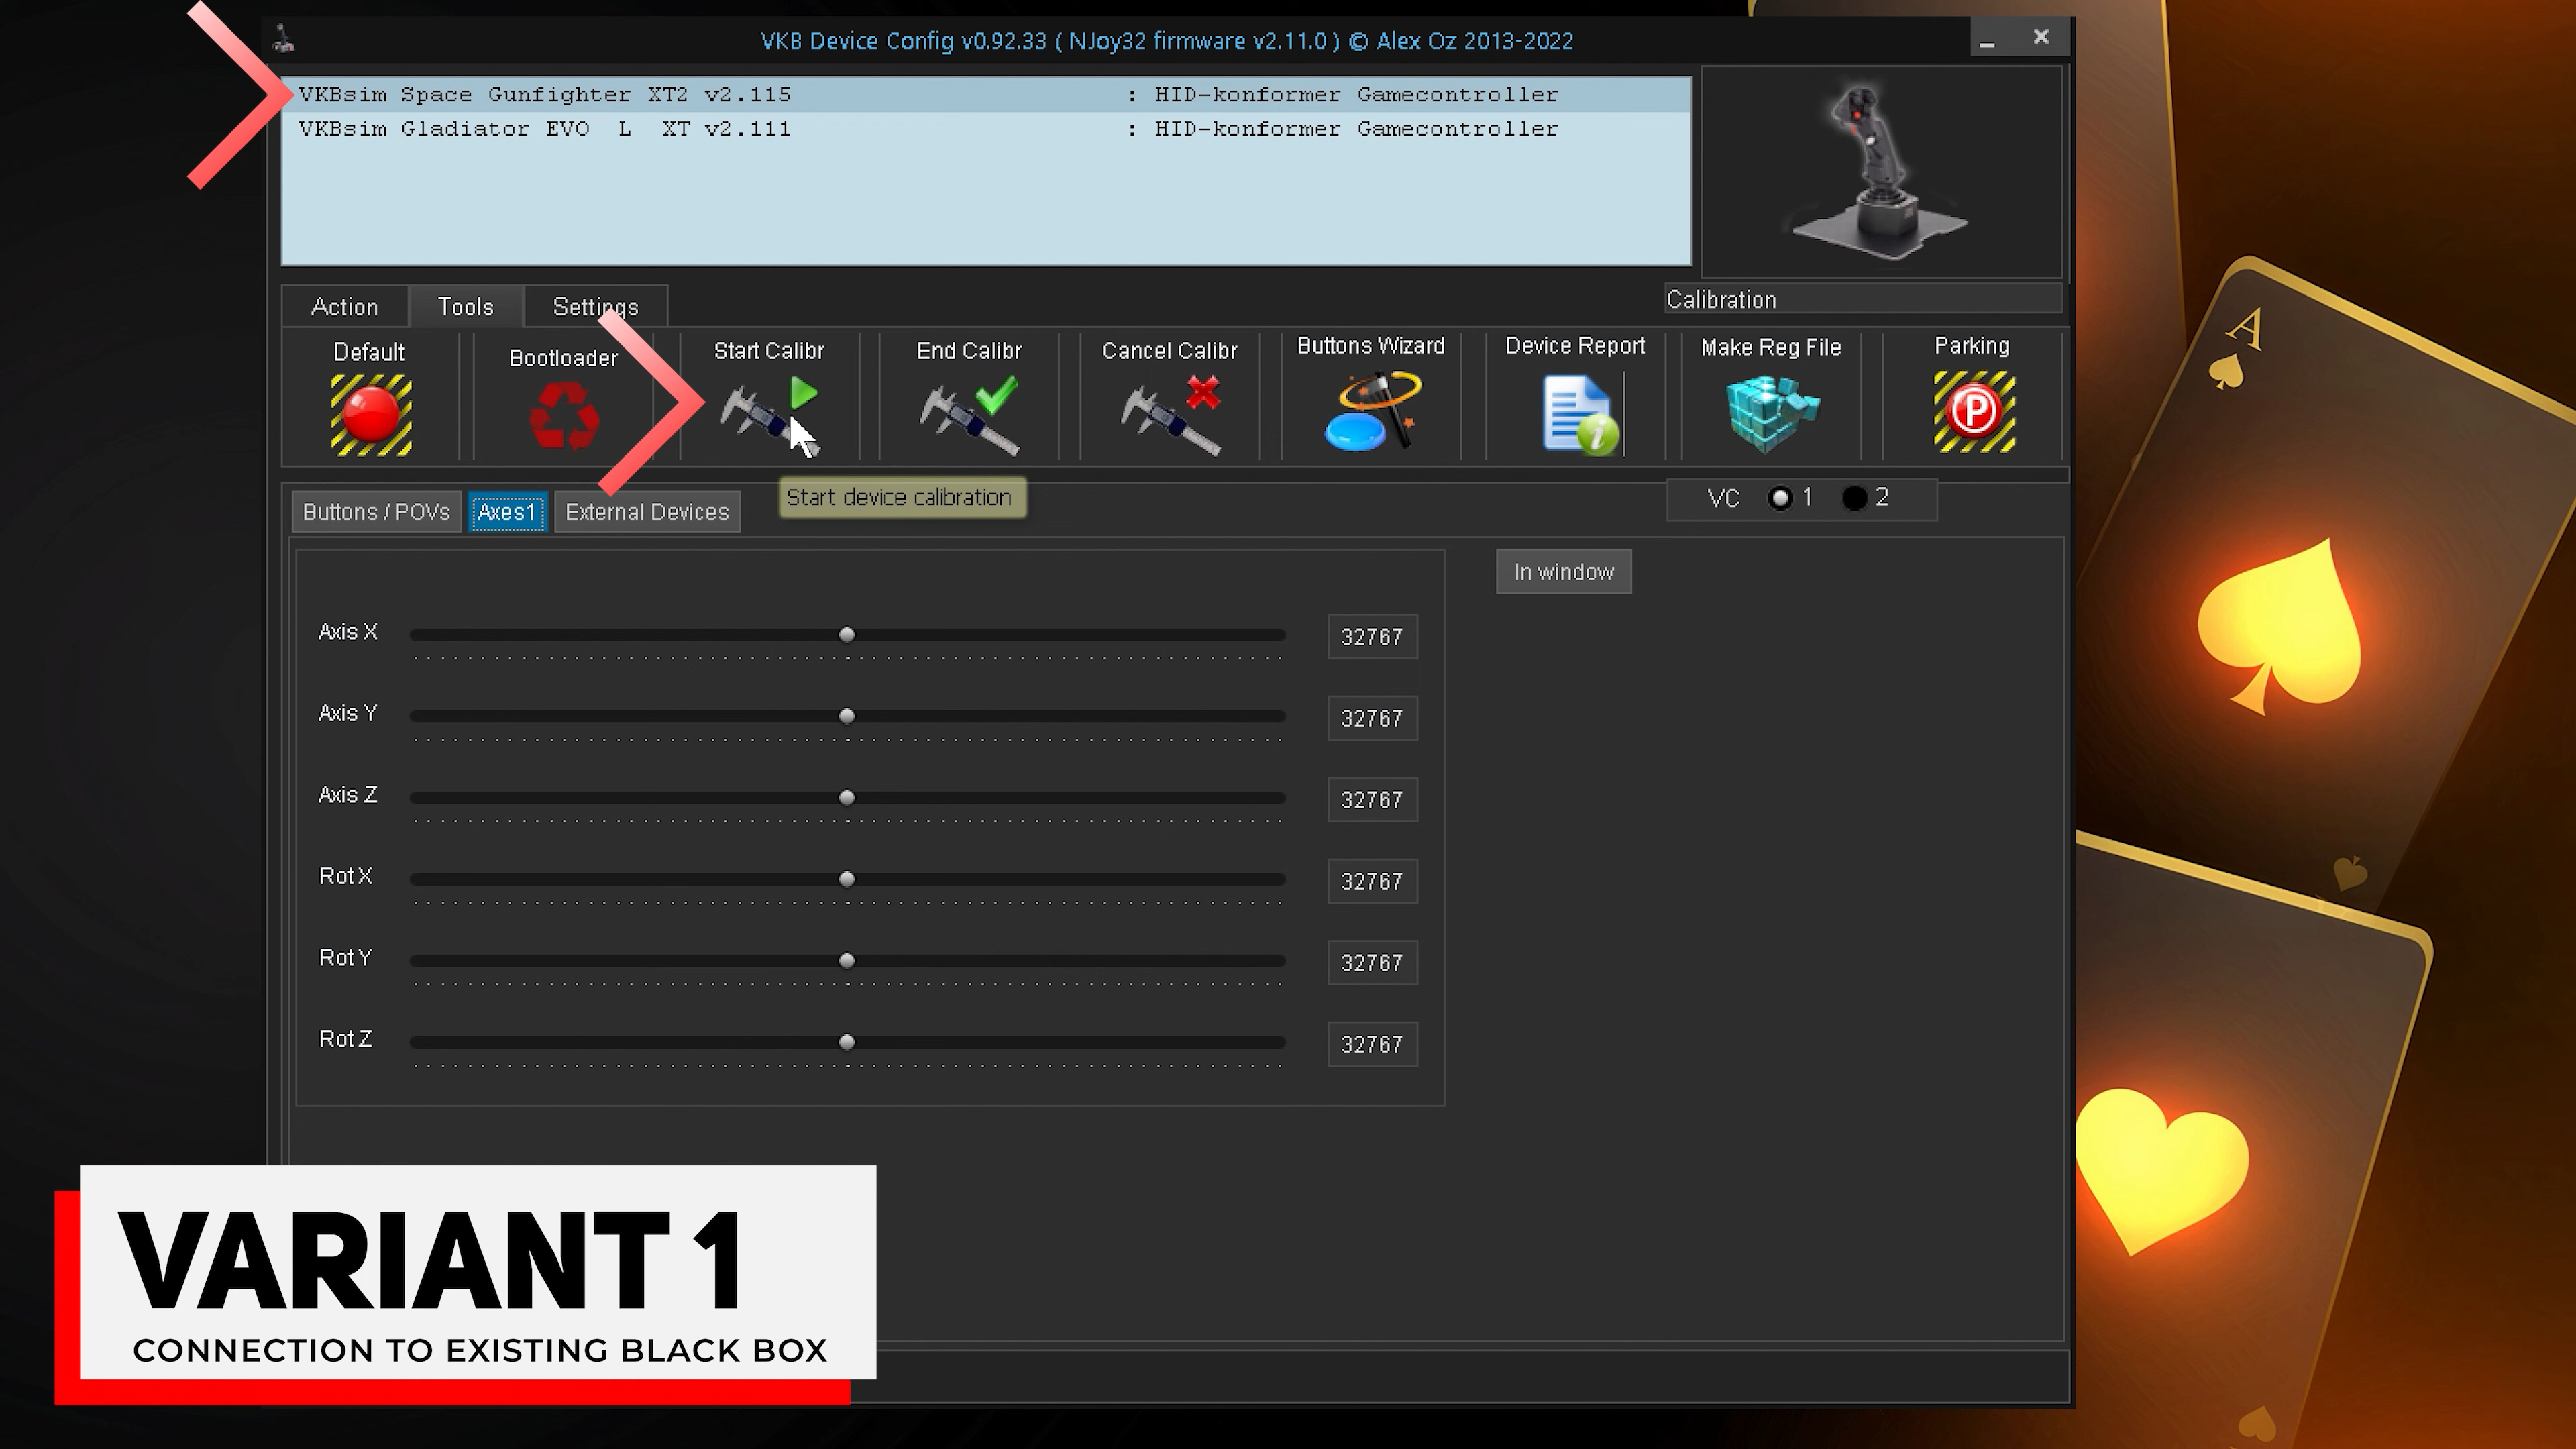 VKB Device Config v0.92.33 ( NJoy32 firmware v2.11.0 ) © Alex Oz 2013-2022
VKBsim Space Gunfighter XT2 v2.115 : HID-konformer Gamecontroller
VKBsim Gladiator EVO L XT v2.111 : HID-konformer Gamecontroller
Action Tools Settings
Calibration
Default Bootloader Start Calibr End Calibr Cancel Calibr Buttons Wizard Device Report Make Reg File Parking
P
i
Start device calibration
Buttons / POVs Axes1 External Devices
VC 1 2
In window
Axis X 32767
Axis Y 32767
Axis Z 32767
Rot X 32767
Rot Y 32767
Rot Z 32767
A
VARIANT 1
CONNECTION TO EXISTING BLACK BOX